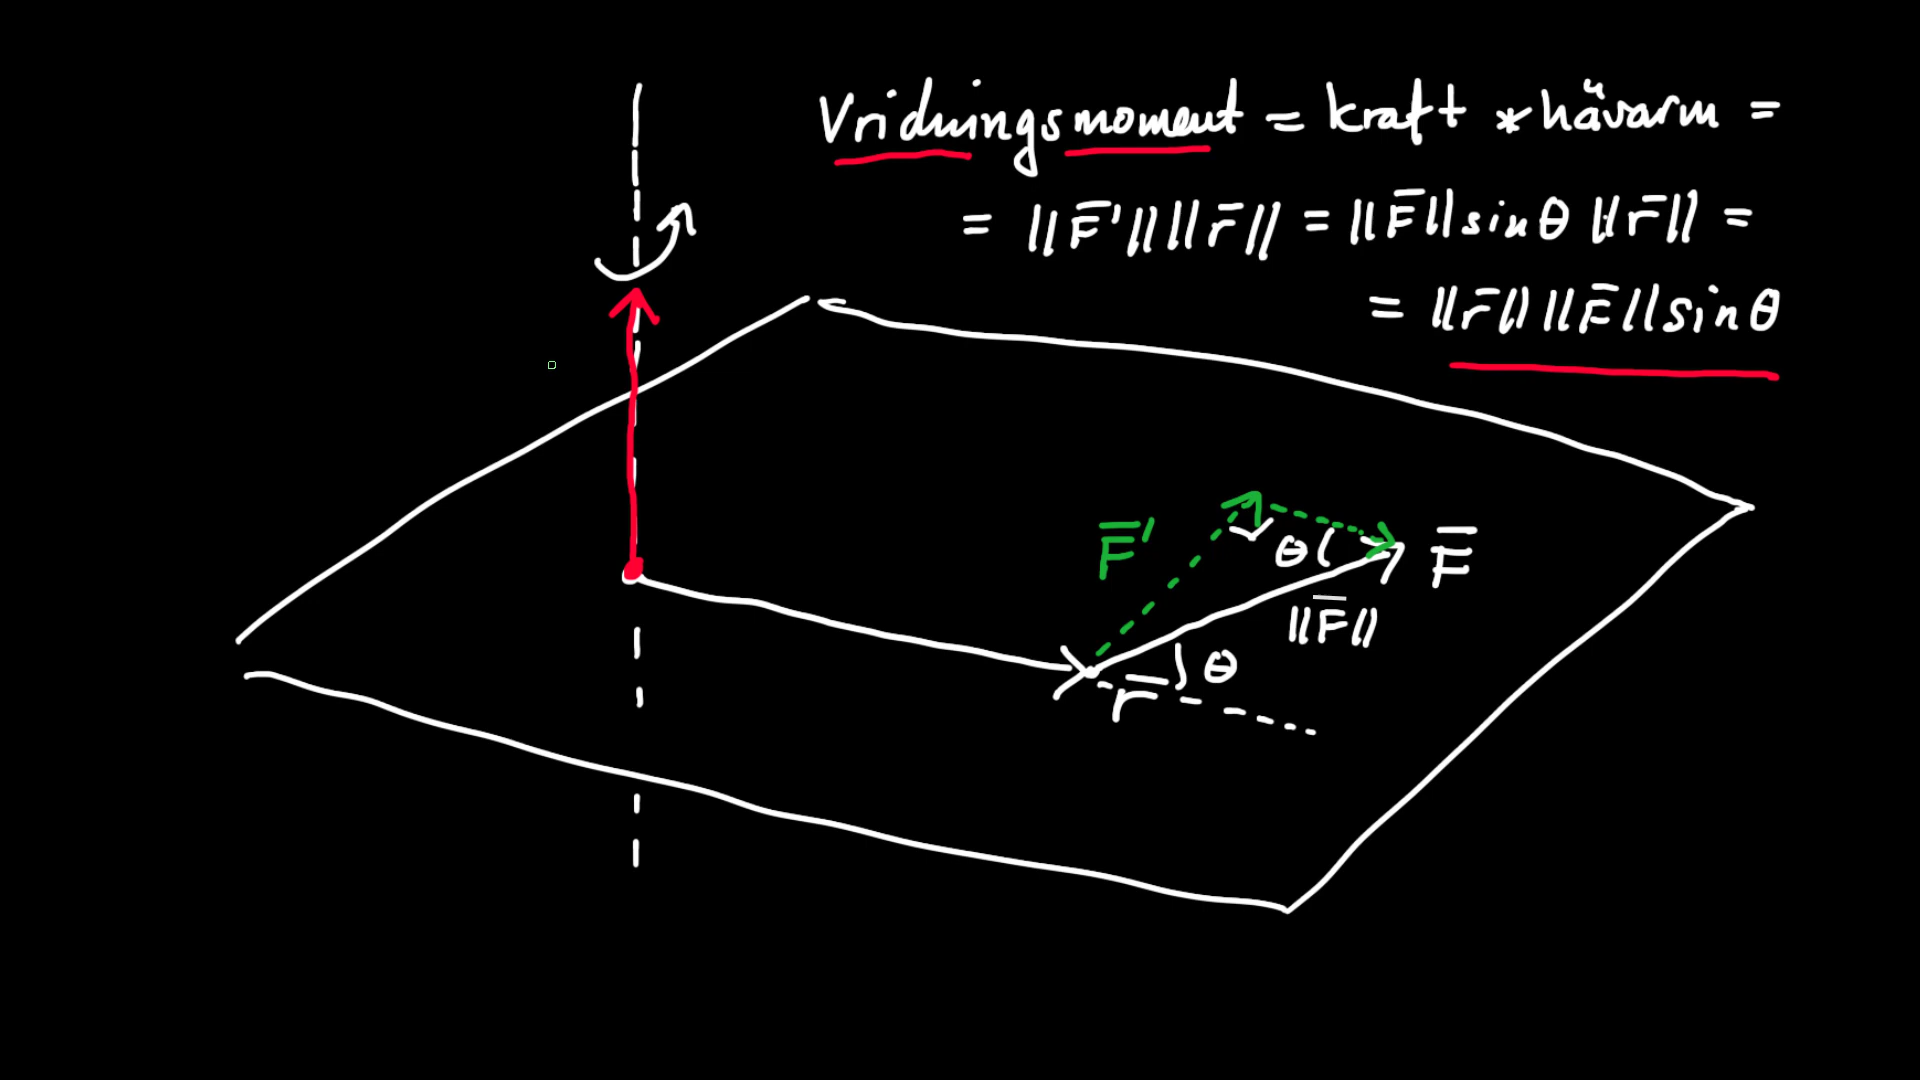 Vridningsmoment = kraft * hävarm =
= ||F̅'|| ||r̅|| = ||F̅|| sin θ ||r̅|| =
= ||r̅|| ||F̅|| sin θ
F̅'
θ
F̅
||F̅||
θ
r̅